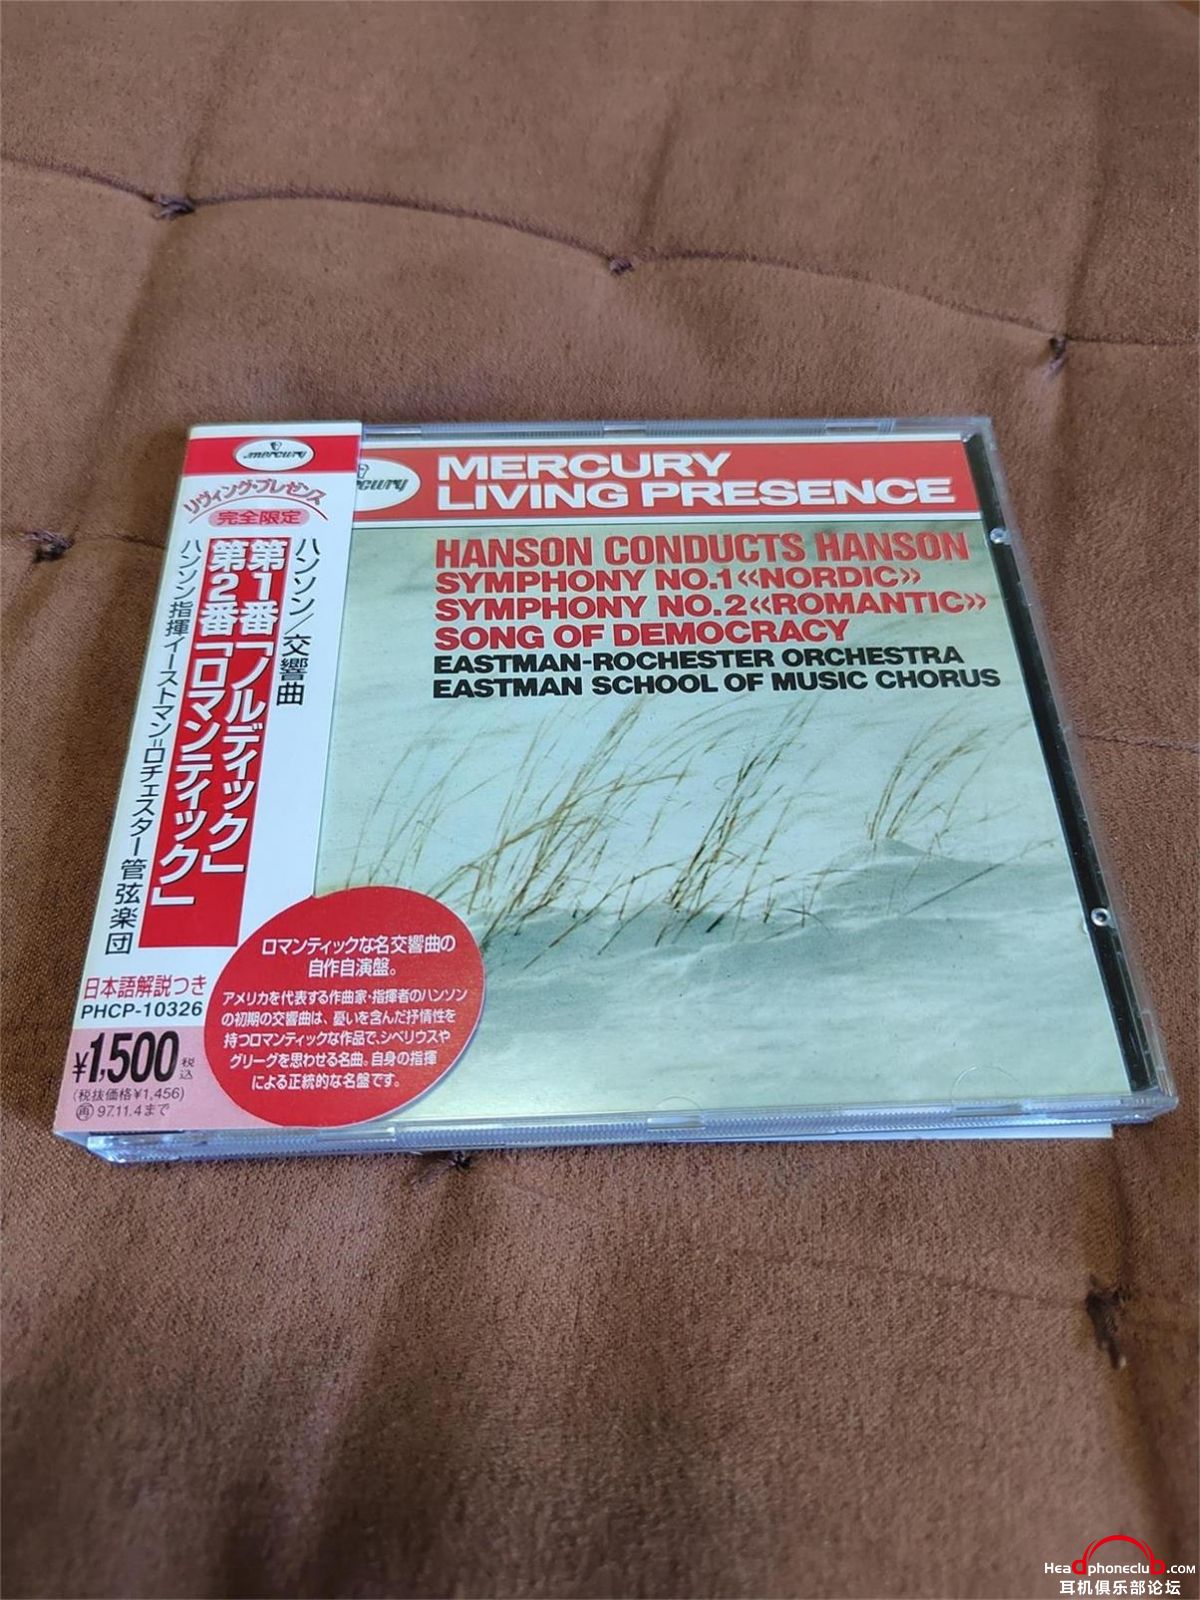 mercury
リヴィング・プレゼンス
完全限定
ハンソン/交響曲
第1番「ノルディック」
第2番「ロマンティック」
ハンソン指揮イーストマン=ロチェスター管弦楽団
日本語解説つき
PHCP-10326
¥1,500税込
(税抜価格¥1,456)
再97.11.4まで
ロマンティックな名交響曲の
自作自演盤。
アメリカを代表する作曲家・指揮者のハンソン
の初期の交響曲は、憂いを含んだ抒情性を
持つロマンティックな作品で、シベリウスや
グリーグを思わせる名曲。自身の指揮
による正統的な名盤です。
MERCURY
LIVING PRESENCE
HANSON CONDUCTS HANSON
SYMPHONY NO.1«NORDIC»
SYMPHONY NO.2«ROMANTIC»
SONG OF DEMOCRACY
EASTMAN-ROCHESTER ORCHESTRA
EASTMAN SCHOOL OF MUSIC CHORUS
Headphoneclub.com
耳机俱乐部论坛